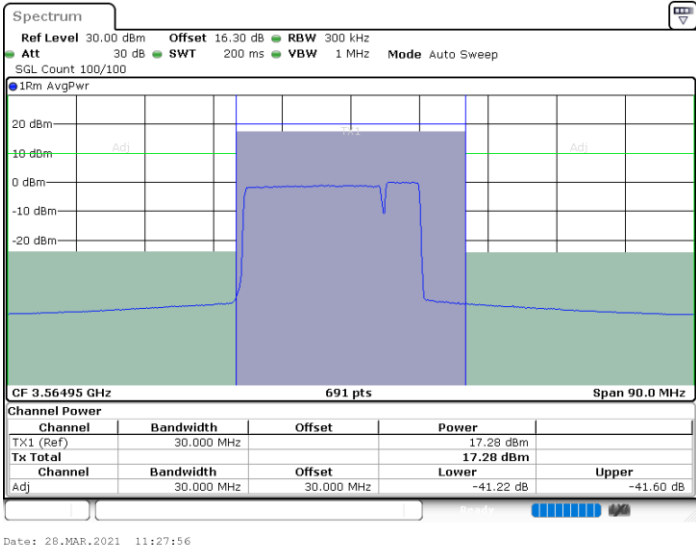 Spectrum
Ref Level 30.00 dBm Offset 16.30 dB RBW 300 kHz
Att 30 dB SWT 200 ms VBW 1 MHz Mode Auto Sweep
SGL Count 100/100
1Rm AvgPwr
20 dBm
TX1
Adj Adj
10 dBm
0 dBm
-10 dBm
-20 dBm
CF 3.56495 GHz 691 pts Span 90.0 MHz
Channel Power
Channel Bandwidth Offset Power
TX1 (Ref) 30.000 MHz 17.28 dBm
Tx Total 17.28 dBm
Channel Bandwidth Offset Lower Upper
Adj 30.000 MHz 30.000 MHz -41.22 dB -41.60 dB
Ready
Date: 28.MAR.2021 11:27:56